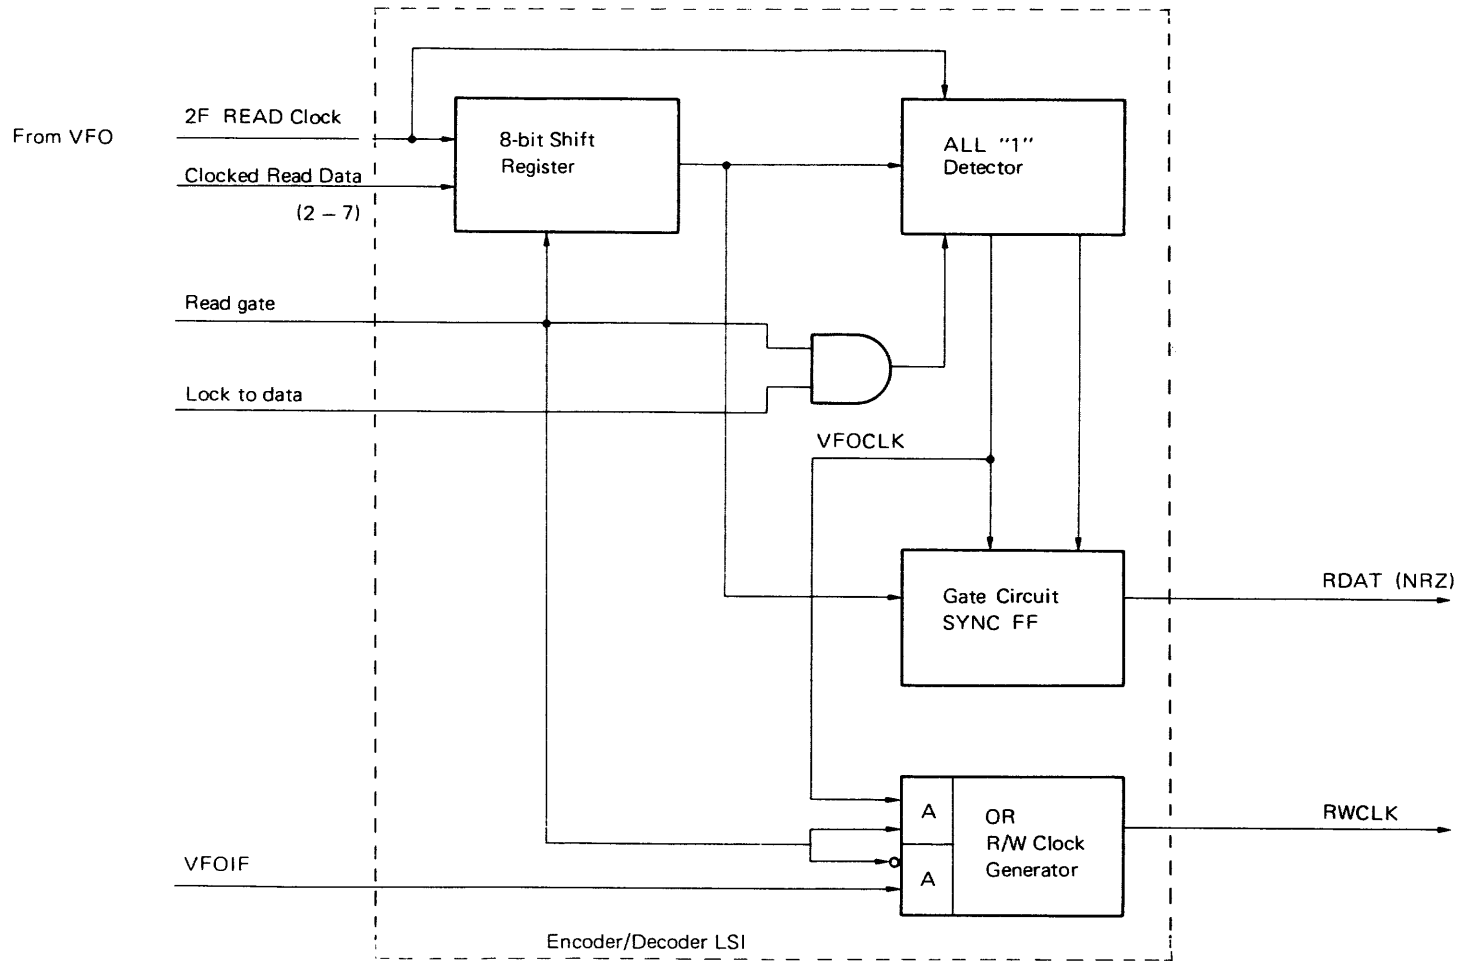 From VFO
2F READ Clock
Clocked Read Data
(2 – 7)
8-bit Shift
Register
ALL "1"
Detector
Read gate
Lock to data
VFOCLK
Gate Circuit
SYNC FF
RDAT (NRZ)
A
A
OR
R/W Clock
Generator
RWCLK
VFOIF
Encoder/Decoder LSI